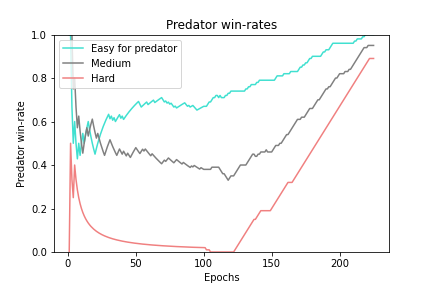 Predator win-rates
Predator win-rate
1.0
0.8
0.6
0.4
0.2
0.0
Easy for predator
Medium
Hard
0
50
100
150
200
Epochs